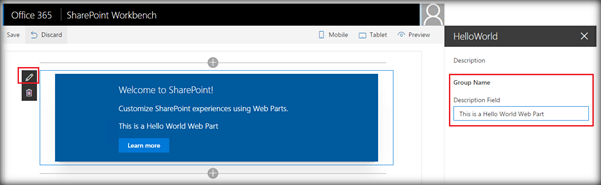 Office 365 SharePoint Workbench
Save Discard Mobile Tablet Preview
Welcome to SharePoint!
Customize SharePoint experiences using Web Parts.
This is a Hello World Web Part
Learn more
HelloWorld
Description
Group Name
Description Field
This is a Hello World Web Part